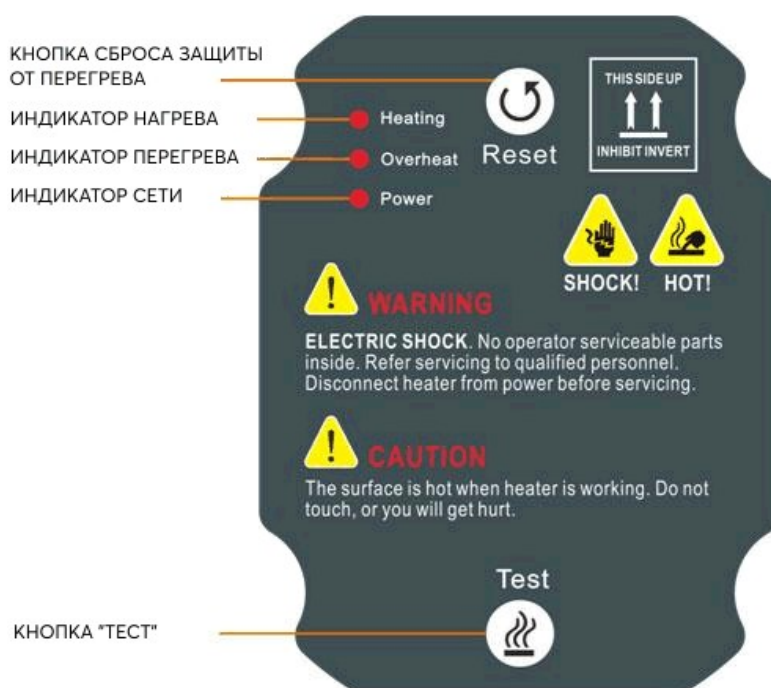 КНОПКА СБРОСА ЗАЩИТЫ
ОТ ПЕРЕГРЕВА
ИНДИКАТОР НАГРЕВА
ИНДИКАТОР ПЕРЕГРЕВА
ИНДИКАТОР СЕТИ
Heating
Overheat
Power
Reset
THIS SIDE UP
INHIBIT INVERT
SHOCK!
HOT!
WARNING
ELECTRIC SHOCK. No operator serviceable parts
inside. Refer servicing to qualified personnel.
Disconnect heater from power before servicing.
CAUTION
The surface is hot when heater is working. Do not
touch, or you will get hurt.
Test
КНОПКА "ТЕСТ"